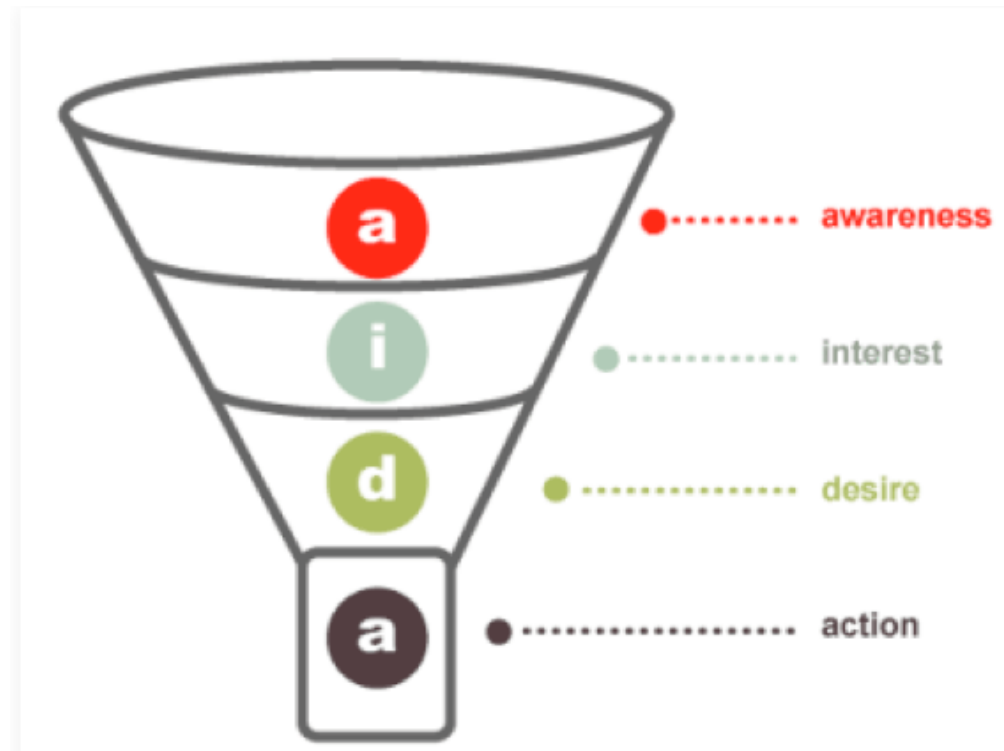 a
awareness
i
interest
d
desire
a
action